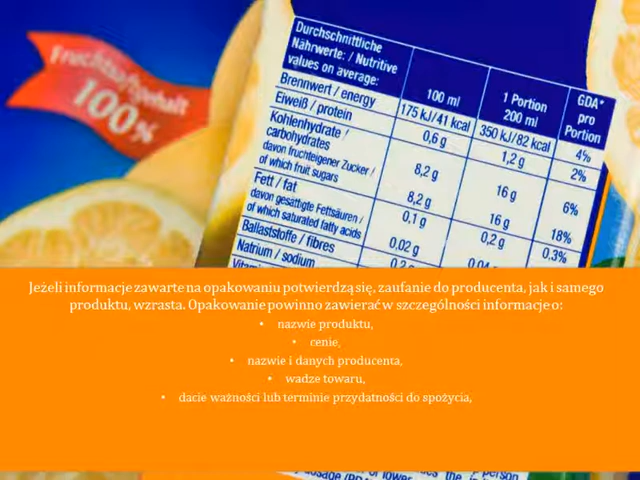 Fruchtsaftgehalt
100%
Durchschnittliche
Nährwerte: / Nutritive
values on average:
100 ml
1 Portion
200 ml
GDA*
pro
Portion
Brennwert / energy
175 kJ/41 kcal
350 kJ/82 kcal
4%
Eiweiß / protein
0,6 g
1,2 g
2%
Kohlenhydrate /
carbohydrates
8,2 g
16 g
6%
davon fruchteigener Zucker /
of which fruit sugars
8,2 g
16 g
18%
Fett / fat
0,1 g
0,2 g
0,3%
davon gesättigte Fettsäuren /
of which saturated fatty acids
0,02 g
0,04
Ballaststoffe / fibres
Natrium / sodium
Jeżeli informacje zawarte na opakowaniu potwierdzą się, zaufanie do producenta, jak i samego
produktu, wzrasta. Opakowanie powinno zawierać w szczególności informacje o:
• nazwie produktu,
• cenie,
• nazwie i danych producenta,
• wadze towaru,
• dacie ważności lub terminie przydatności do spożycia,